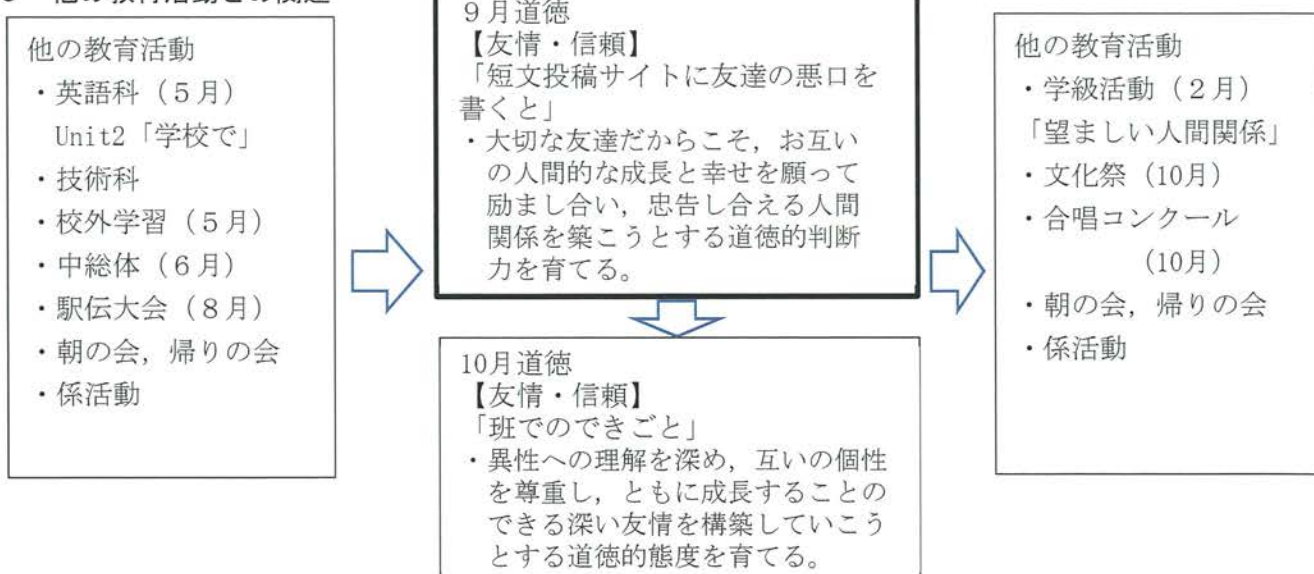 他の教育活動との関連
他の教育活動
・英語科（５月）
Unit2「学校で」
・技術科
・校外学習（５月）
・中総体（６月）
・駅伝大会（８月）
・朝の会，帰りの会
・係活動
９月道徳
【友情・信頼】
「短文投稿サイトに友達の悪口を
書くと」
・大切な友達だからこそ，お互い
の人間的な成長と幸せを願って
励まし合い，忠告し合える人間
関係を築こうとする道徳的判断
力を育てる。
10月道徳
【友情・信頼】
「班でのできごと」
・異性への理解を深め，互いの個性
を尊重し，ともに成長することの
できる深い友情を構築していこう
とする道徳的態度を育てる。
他の教育活動
・学級活動（２月）
「望ましい人間関係」
・文化祭（10月）
・合唱コンクール
（10月）
・朝の会，帰りの会
・係活動